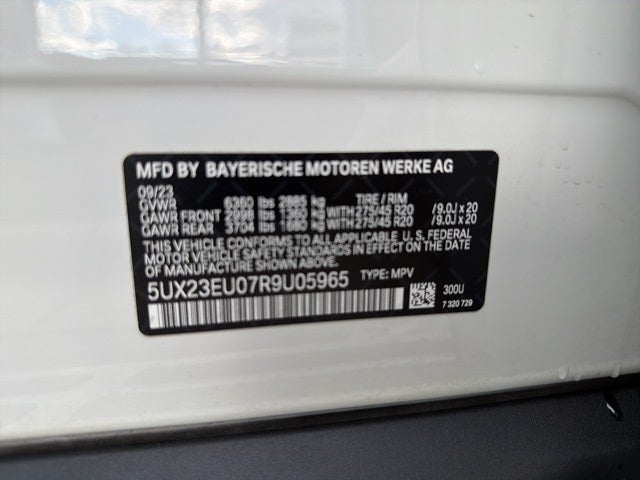 MFD BY BAYERISCHE MOTOREN WERKE AG
09/23
GVWR 6360 lbs 2885 kg TIRE / RIM
GAWR FRONT 2998 lbs 1360 kg WITH 275/45 R20 /9.0J x 20
GAWR REAR 3704 lbs 1680 kg WITH 275/45 R20 /9.0J x 20
THIS VEHICLE CONFORMS TO ALL APPLICABLE U. S. FEDERAL
MOTOR VEHICLE SAFETY STANDARDS IN EFFECT ON THE DATE
OF MANUFACTURE SHOWN ABOVE.
5UX23EU07R9U05965 TYPE: MPV
300U
7 320 729